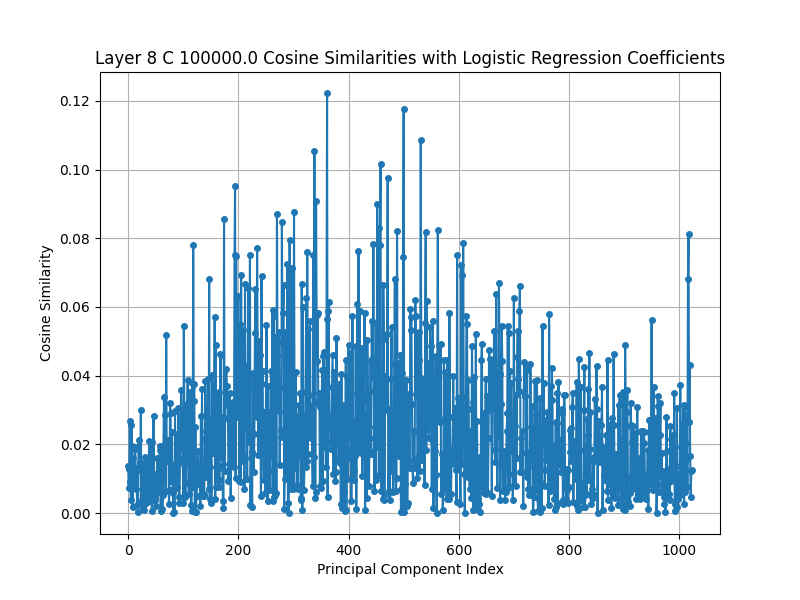 Layer 8 C 100000.0 Cosine Similarities with Logistic Regression Coefficients
0.12
0.10
0.08
0.06
0.04
0.02
0.00
Cosine Similarity
0 200 400 600 800 1000
Principal Component Index